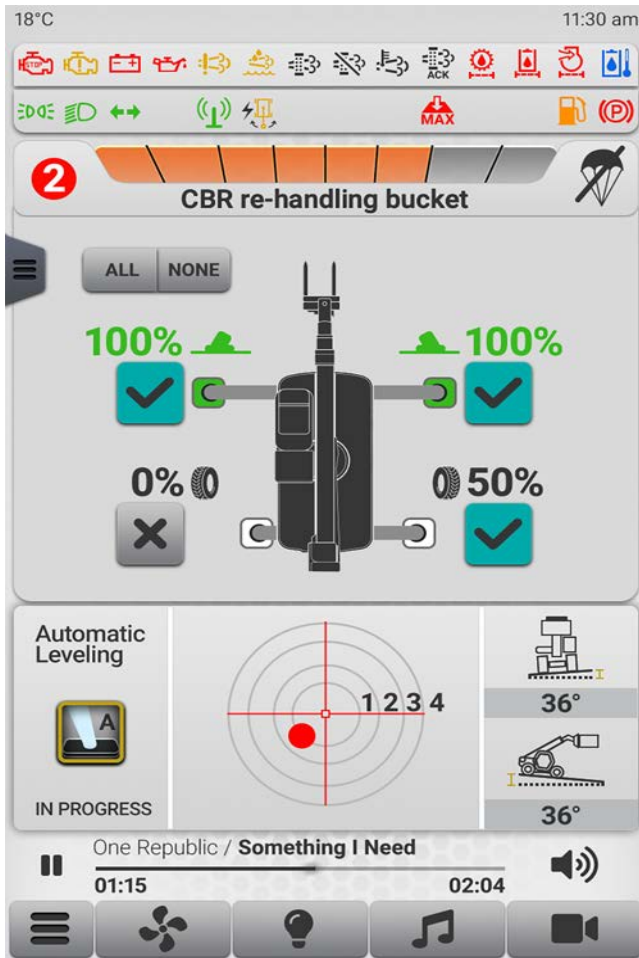 18°C 11:30 am
STOP
ACK
MAX
P
2
CBR re-handling bucket
ALL NONE
100% 100%
0% 50%
Automatic
Leveling
1 2 3 4
A
36°
36°
IN PROGRESS
One Republic / Something I Need
01:15 02:04